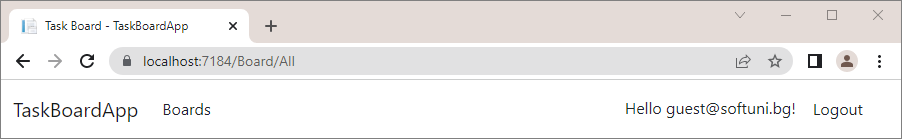 Task Board - TaskBoardApp
localhost:7184/Board/All
TaskBoardApp Boards Hello guest@softuni.bg! Logout